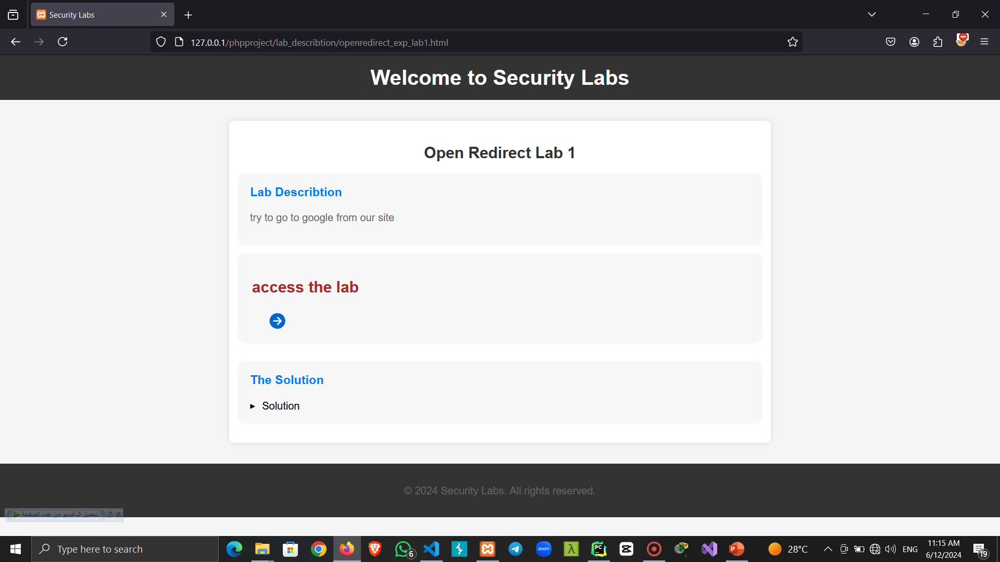 Security Labs
127.0.0.1/phpproject/lab_describtion/openredirect_exp_lab1.html
Welcome to Security Labs
Open Redirect Lab 1
Lab Describtion
try to go to google from our site
access the lab
The Solution
Solution
© 2024 Security Labs. All rights reserved.
تحميل الـ فيديو من هذه الصفحة ? X
Type here to search
6
zoom
PC
P
28°C
ENG
11:15 AM
6/12/2024
19